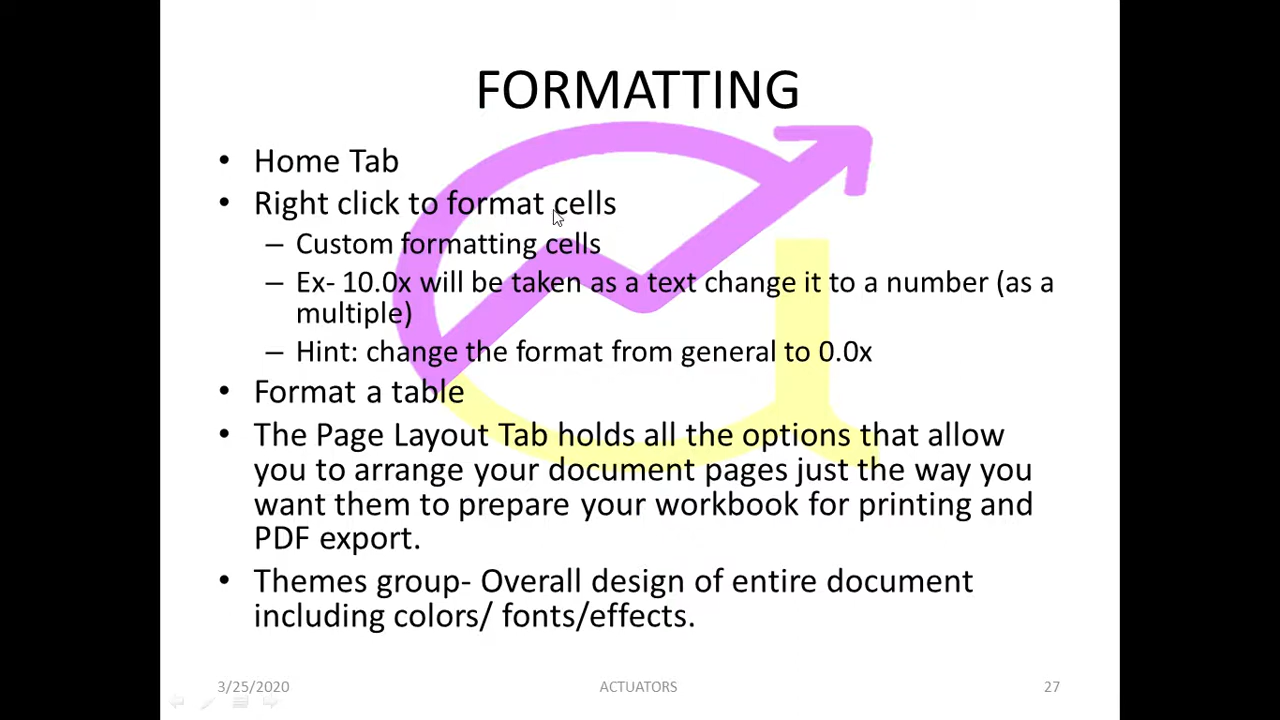 FORMATTING
• Home Tab
• Right click to format cells
– Custom formatting cells
– Ex- 10.0x will be taken as a text change it to a number (as a
multiple)
– Hint: change the format from general to 0.0x
• Format a table
• The Page Layout Tab holds all the options that allow
you to arrange your document pages just the way you
want them to prepare your workbook for printing and
PDF export.
• Themes group- Overall design of entire document
including colors/ fonts/effects.
3/25/2020 ACTUATORS 27